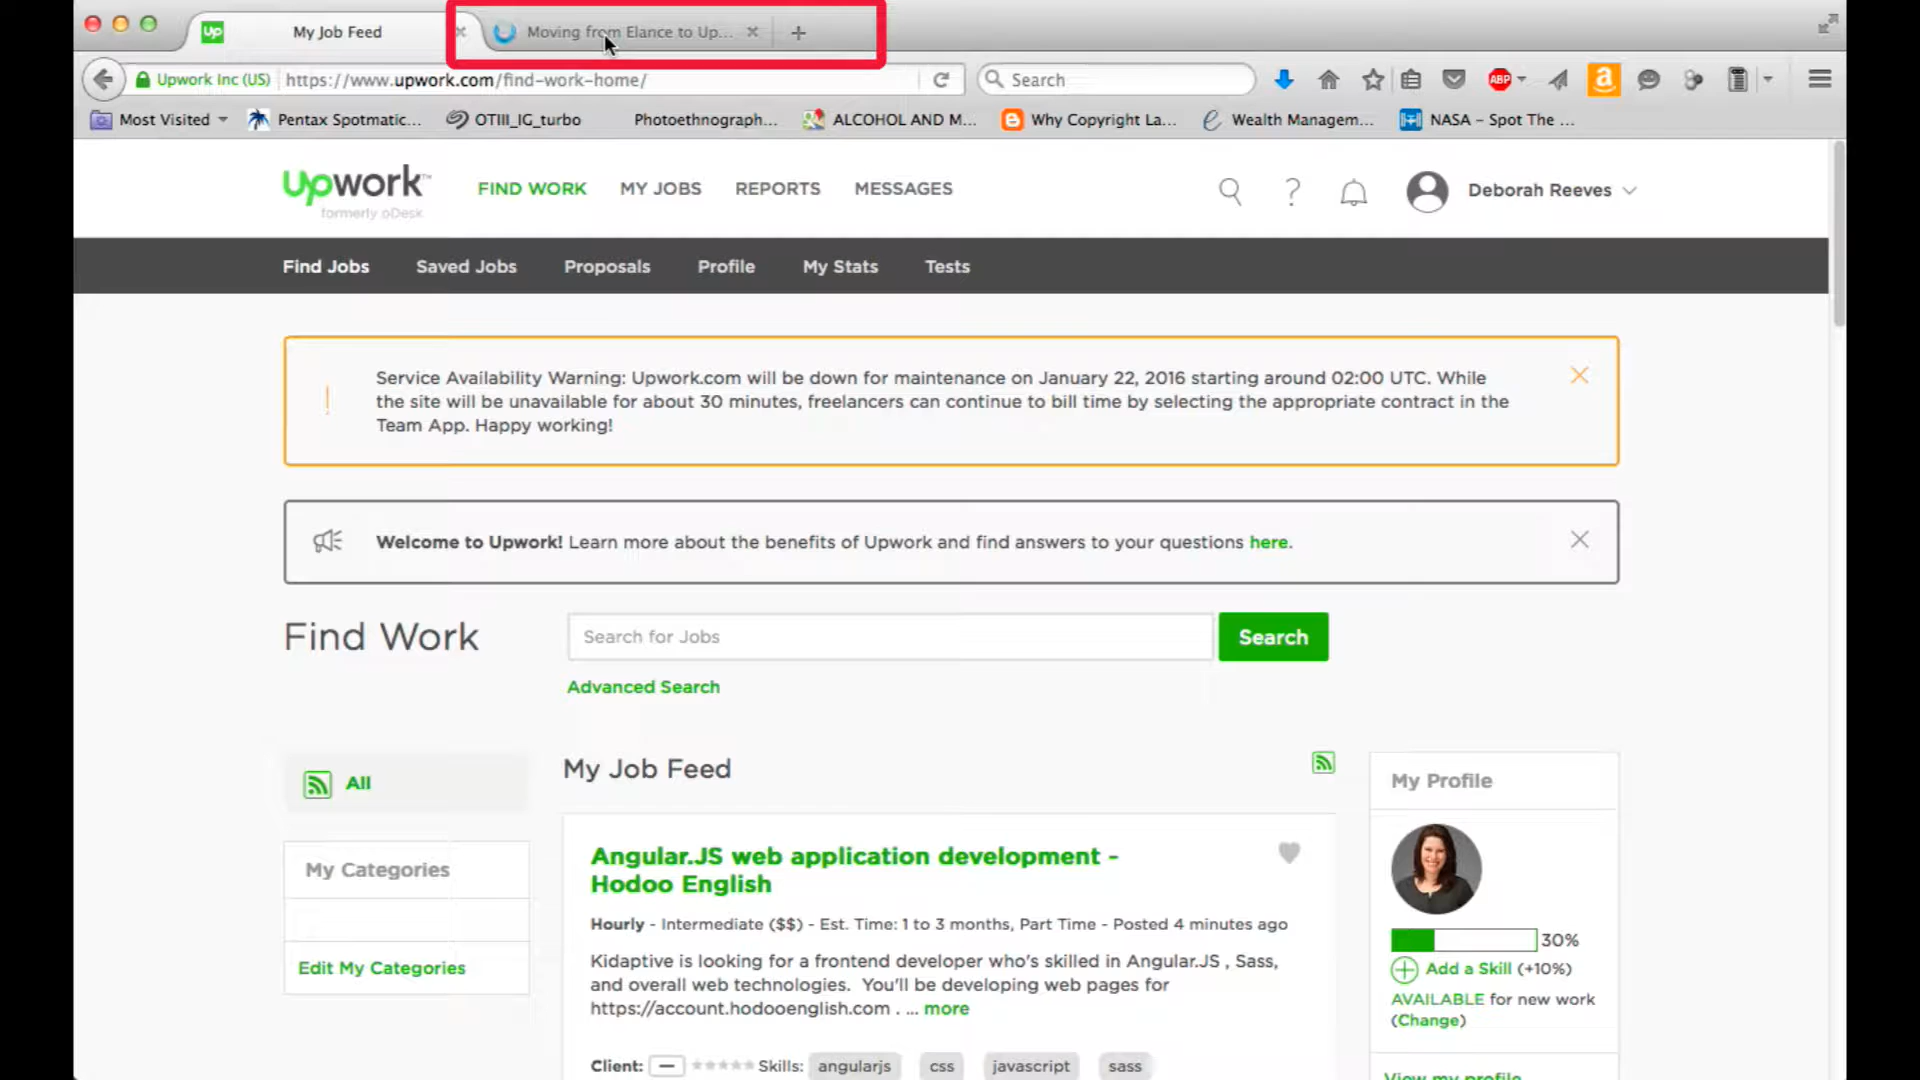 My Job Feed
Moving from Elance to Up...
Upwork Inc (US) https://www.upwork.com/find-work-home/
Search
ABP
Most Visited
Pentax Spotmatic...
OTIII_IG_turbo
Photoethnograph...
ALCOHOL AND M...
Why Copyright La...
Wealth Managem...
NASA - Spot The ...
Upwork™
formerly oDesk
FIND WORK
MY JOBS
REPORTS
MESSAGES
Deborah Reeves
Find Jobs
Saved Jobs
Proposals
Profile
My Stats
Tests
Service Availability Warning: Upwork.com will be down for maintenance on January 22, 2016 starting around 02:00 UTC. While
the site will be unavailable for about 30 minutes, freelancers can continue to bill time by selecting the appropriate contract in the
Team App. Happy working!
Welcome to Upwork! Learn more about the benefits of Upwork and find answers to your questions here.
Find Work
Search for Jobs
Search
Advanced Search
All
My Categories
Edit My Categories
My Job Feed
Angular.JS web application development -
Hodoo English
Hourly - Intermediate ($$) - Est. Time: 1 to 3 months, Part Time - Posted 4 minutes ago
Kidaptive is looking for a frontend developer who's skilled in Angular.JS , Sass,
and overall web technologies. You'll be developing web pages for
https://account.hodooenglish.com . ... more
Client:
Skills: angularjs css javascript sass
My Profile
30%
Add a Skill (+10%)
AVAILABLE for new work
(Change)
View my profile